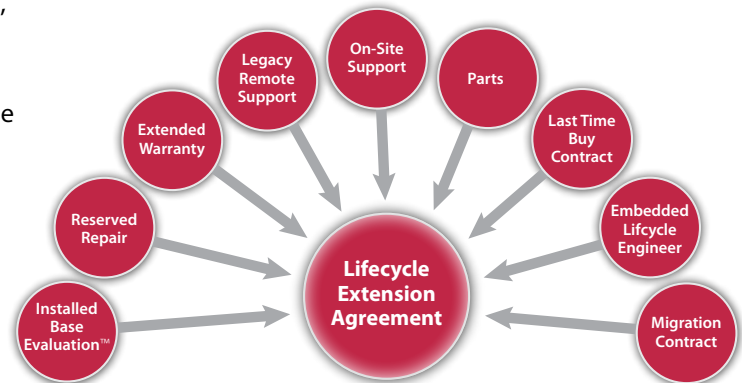 ,
e
Legacy
Remote
Support
On-Site
Support
Parts
Extended
Warranty
Last Time
Buy
Contract
Reserved
Repair
Embedded
Lifcycle
Engineer
Installed
Base
Evaluation™
Lifecycle
Extension
Agreement
Migration
Contract